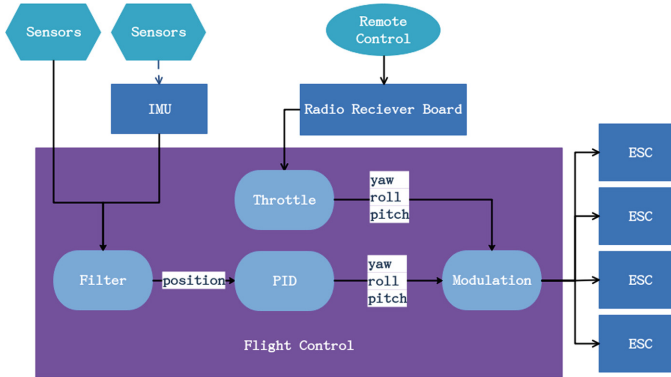 Sensors
Sensors
Remote
Control
IMU
Radio Reciever Board
ESC
yaw
Throttle
roll
pitch
ESC
yaw
Filter
position
PID
roll
Modulation
ESC
pitch
Flight Control
ESC